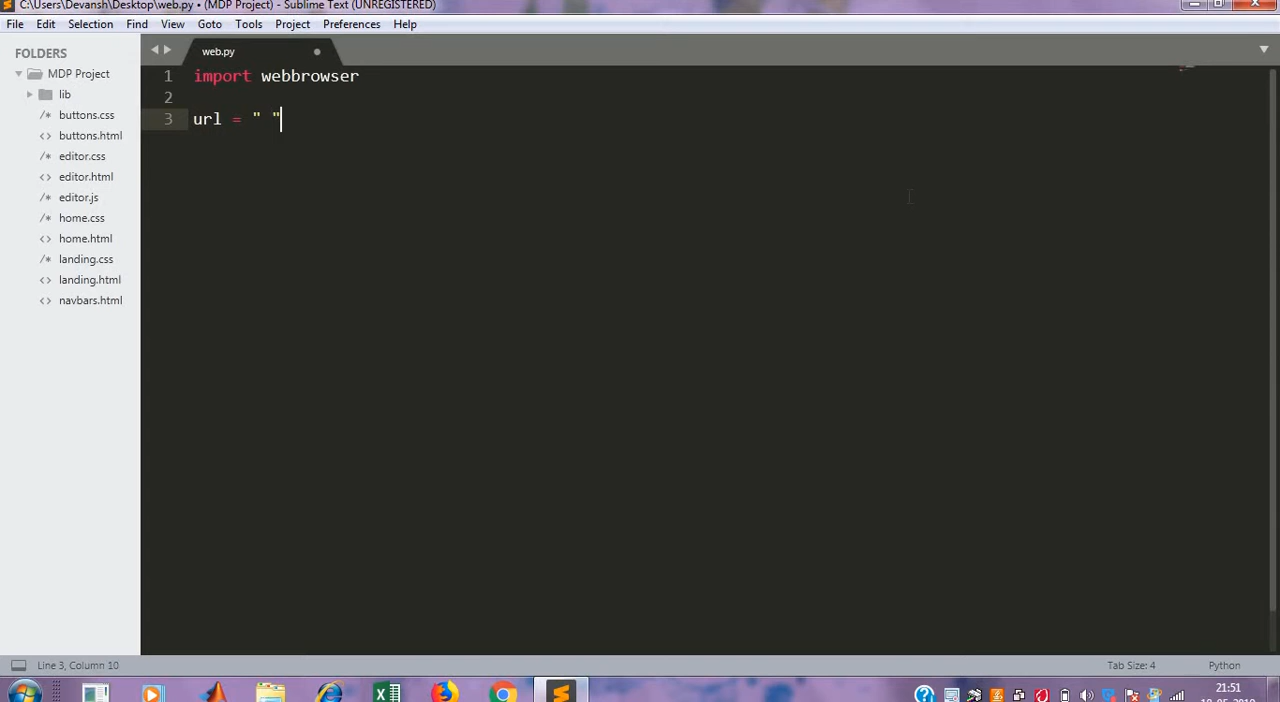 C:\Users\Devansh\Desktop\web.py • (MDP Project) - Sublime Text (UNREGISTERED)
File Edit Selection Find View Goto Tools Project Preferences Help
FOLDERS
MDP Project
lib
buttons.css
buttons.html
editor.css
editor.html
editor.js
home.css
home.html
landing.css
landing.html
navbars.html
web.py
1 import webbrowser
2
3 url = " "
Line 3, Column 10
Tab Size: 4
Python
21:51